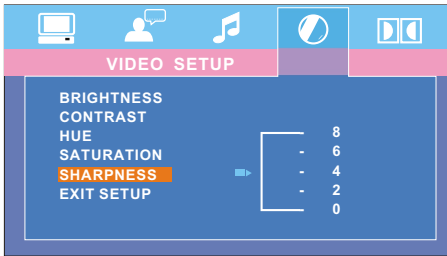 VIDEO SETUP
BRIGHTNESS
CONTRAST
HUE
SATURATION
SHARPNESS
EXIT SETUP
8
- 6
- 4
- 2
0